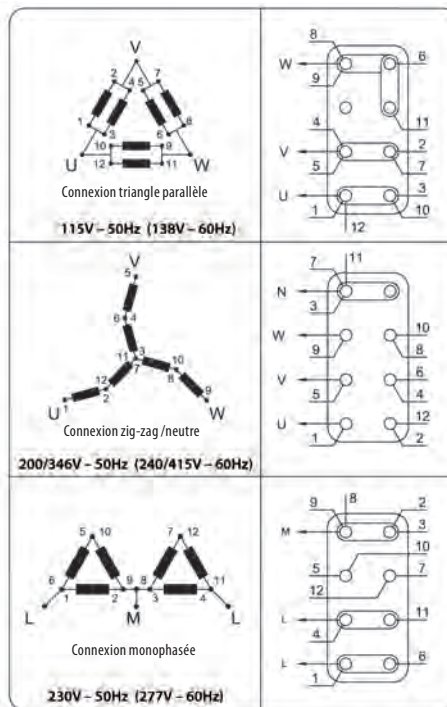 V
2 7
4 5
1 8
3 6
10 9
U 12 11 W
Connexion triangle parallèle
115V – 50Hz (138V – 60Hz)
8
W 6
9
11
4
V 2
5 7
U 3
1 10
12
V
5
6 4
11 3 10
12 7 8
9
U 1 2 W
Connexion zig-zag /neutre
200/346V – 50Hz (240/415V – 60Hz)
11
7
N
3
W 10
9 8
V 6
5 4
U 12
1 2
5 10 7 12
6 9 8 11
1 2 3 4
L M L
Connexion monophasée
230V – 50Hz (277V – 60Hz)
8
9 2
M 3
10
5 7
12
L 11
4
L 6
1